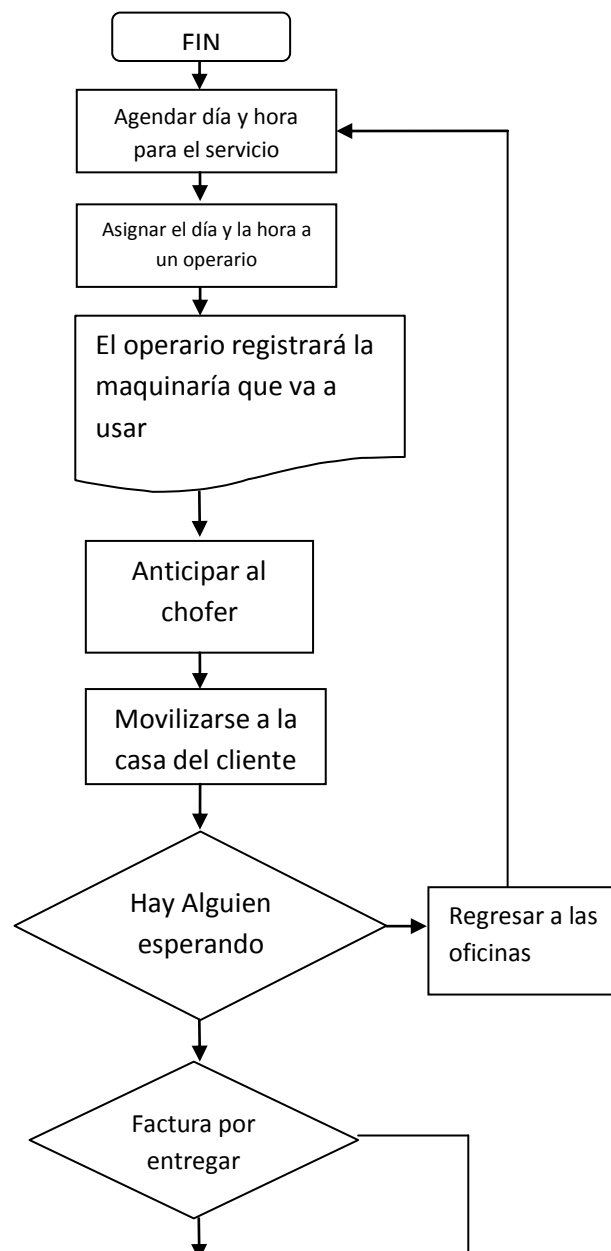 FIN
Agendar día y hora
para el servicio
Asignar el día y la hora a
un operario
El operario registrará la
maquinaría que va a
usar
Anticipar al
chofer
Movilizarse a la
casa del cliente
Hay Alguien
esperando
Regresar a las
oficinas
Factura por
entregar